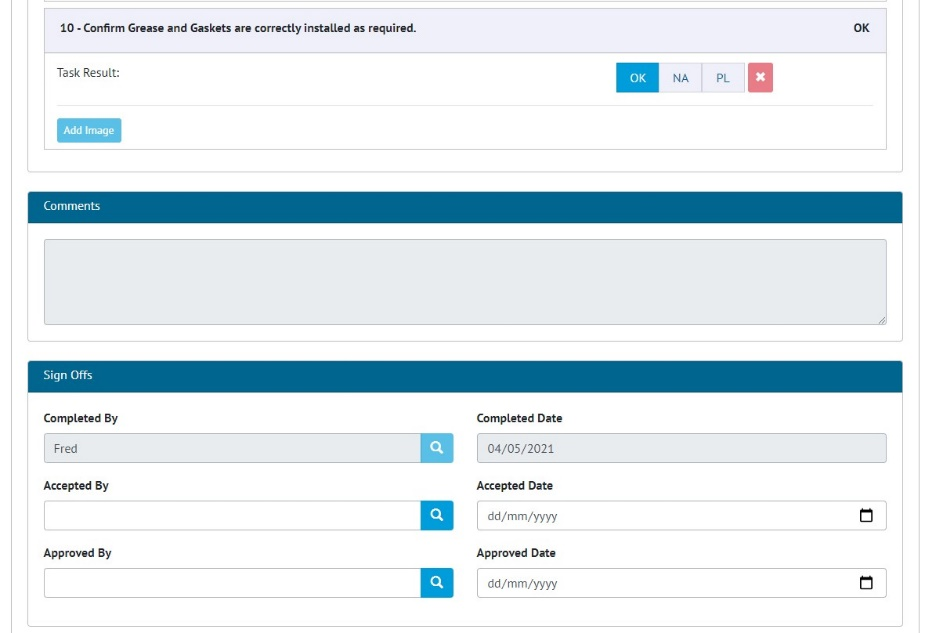 10 - Confirm Grease and Gaskets are correctly installed as required. OK
Task Result: OK NA PL
Add Image
Comments
Sign Offs
Completed By Completed Date
Fred 04/05/2021
Accepted By Accepted Date
dd/mm/yyyy
Approved By Approved Date
dd/mm/yyyy